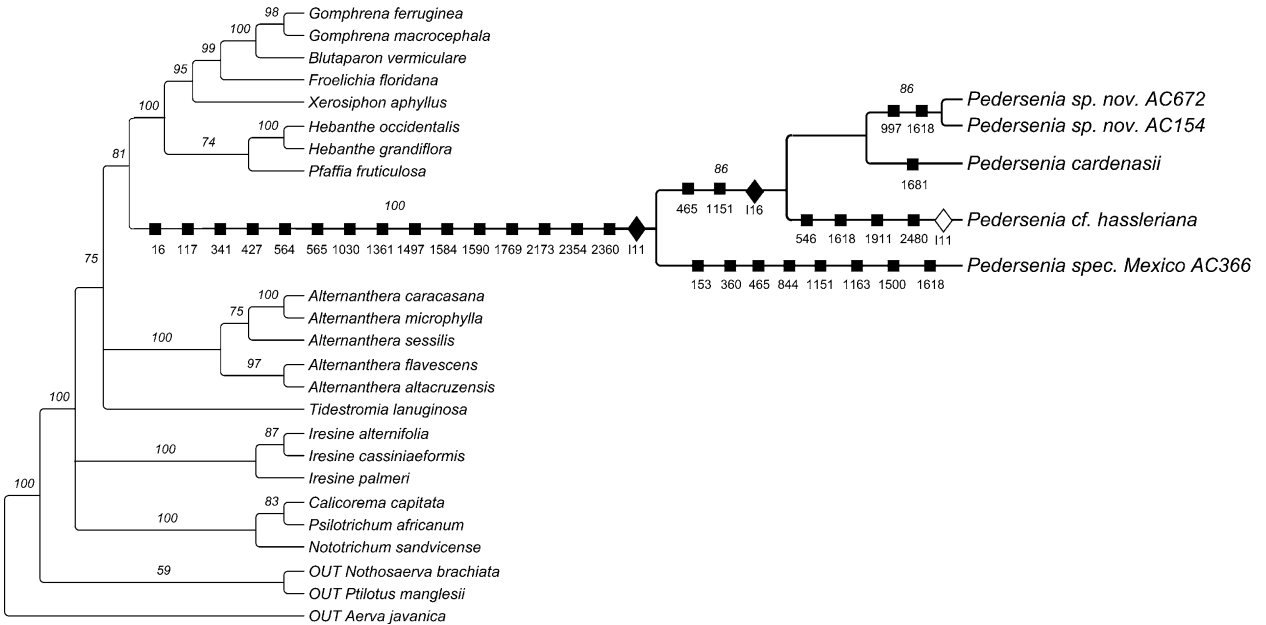 98 Gomphrena ferruginea
100 Gomphrena macrocephala
99 Blutaparon vermiculare
95 Froelichia floridana
Xerosiphon aphyllus
100
100 Hebanthe occidentalis
74 Hebanthe grandiflora
Pfaffia fruticulosa
81
86
Pedersenia sp. nov. AC672
997 1618
Pedersenia sp. nov. AC154
Pedersenia cardenasii
1681
86
465 1151 I16
100
16 117 341 427 564 565 1030 1361 1497 1584 1590 1769 2173 2354 2360 I11
Pedersenia cf. hassleriana
546 1618 1911 2480 I11
Pedersenia spec. Mexico AC366
153 360 465 844 1151 1163 1500 1618
75
100 Alternanthera caracasana
75 Alternanthera microphylla
100 Alternanthera sessilis
97 Alternanthera flavescens
Alternanthera altacruzensis
Tidestromia lanuginosa
100
87 Iresine alternifolia
100 Iresine cassiniaeformis
Iresine palmeri
100
83 Calicorema capitata
100 Psilotrichum africanum
Nototrichum sandvicense
59 OUT Nothosaerva brachiata
OUT Ptilotus manglesii
OUT Aerva javanica